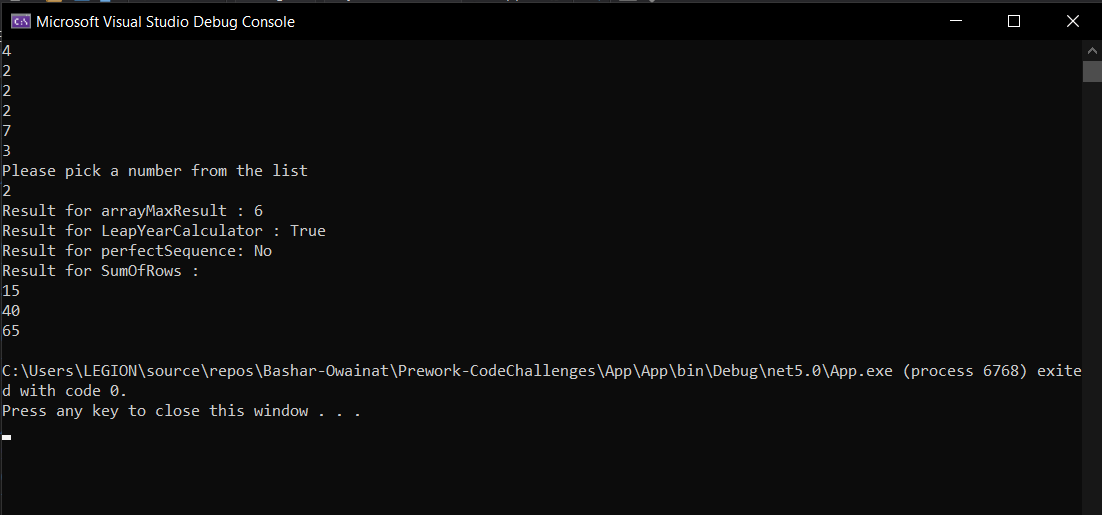 Microsoft Visual Studio Debug Console
4
2
2
2
7
3
Please pick a number from the list
2
Result for arrayMaxResult : 6
Result for LeapYearCalculator : True
Result for perfectSequence: No
Result for SumOfRows :
15
40
65
C:\Users\LEGION\source\repos\Bashar-Owainat\Prework-CodeChallenges\App\App\bin\Debug\net5.0\App.exe (process 6768) exite
d with code 0.
Press any key to close this window . . .